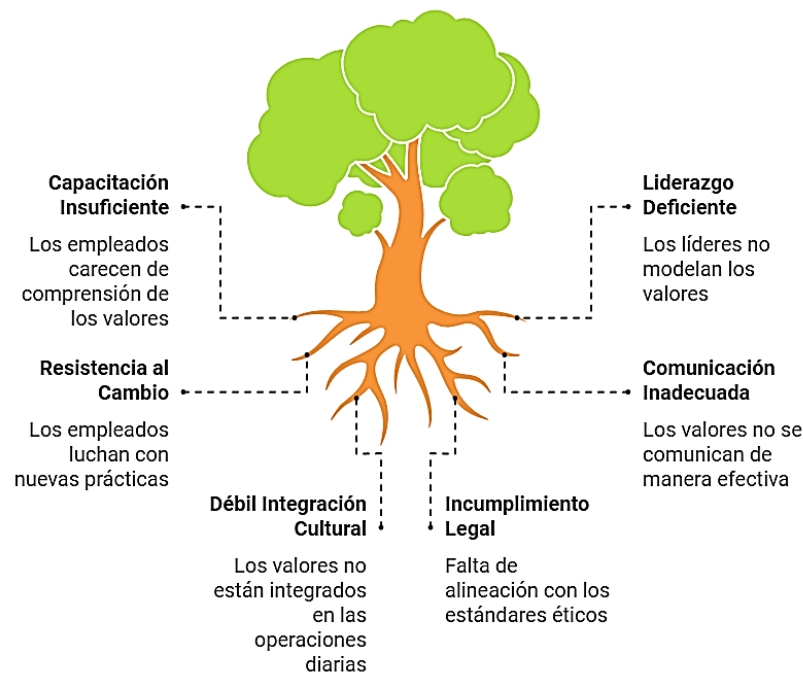 Capacitación
Insuficiente
Los empleados
carecen de
comprensión de
los valores
Resistencia al
Cambio
Los empleados
luchan con
nuevas prácticas
Débil Integración
Cultural
Los valores no
están integrados
en las
operaciones
diarias
Incumplimiento
Legal
Falta de
alineación con los
estándares éticos
Liderazgo
Deficiente
Los líderes no
modelan los
valores
Comunicación
Inadecuada
Los valores no se
comunican de
manera efectiva